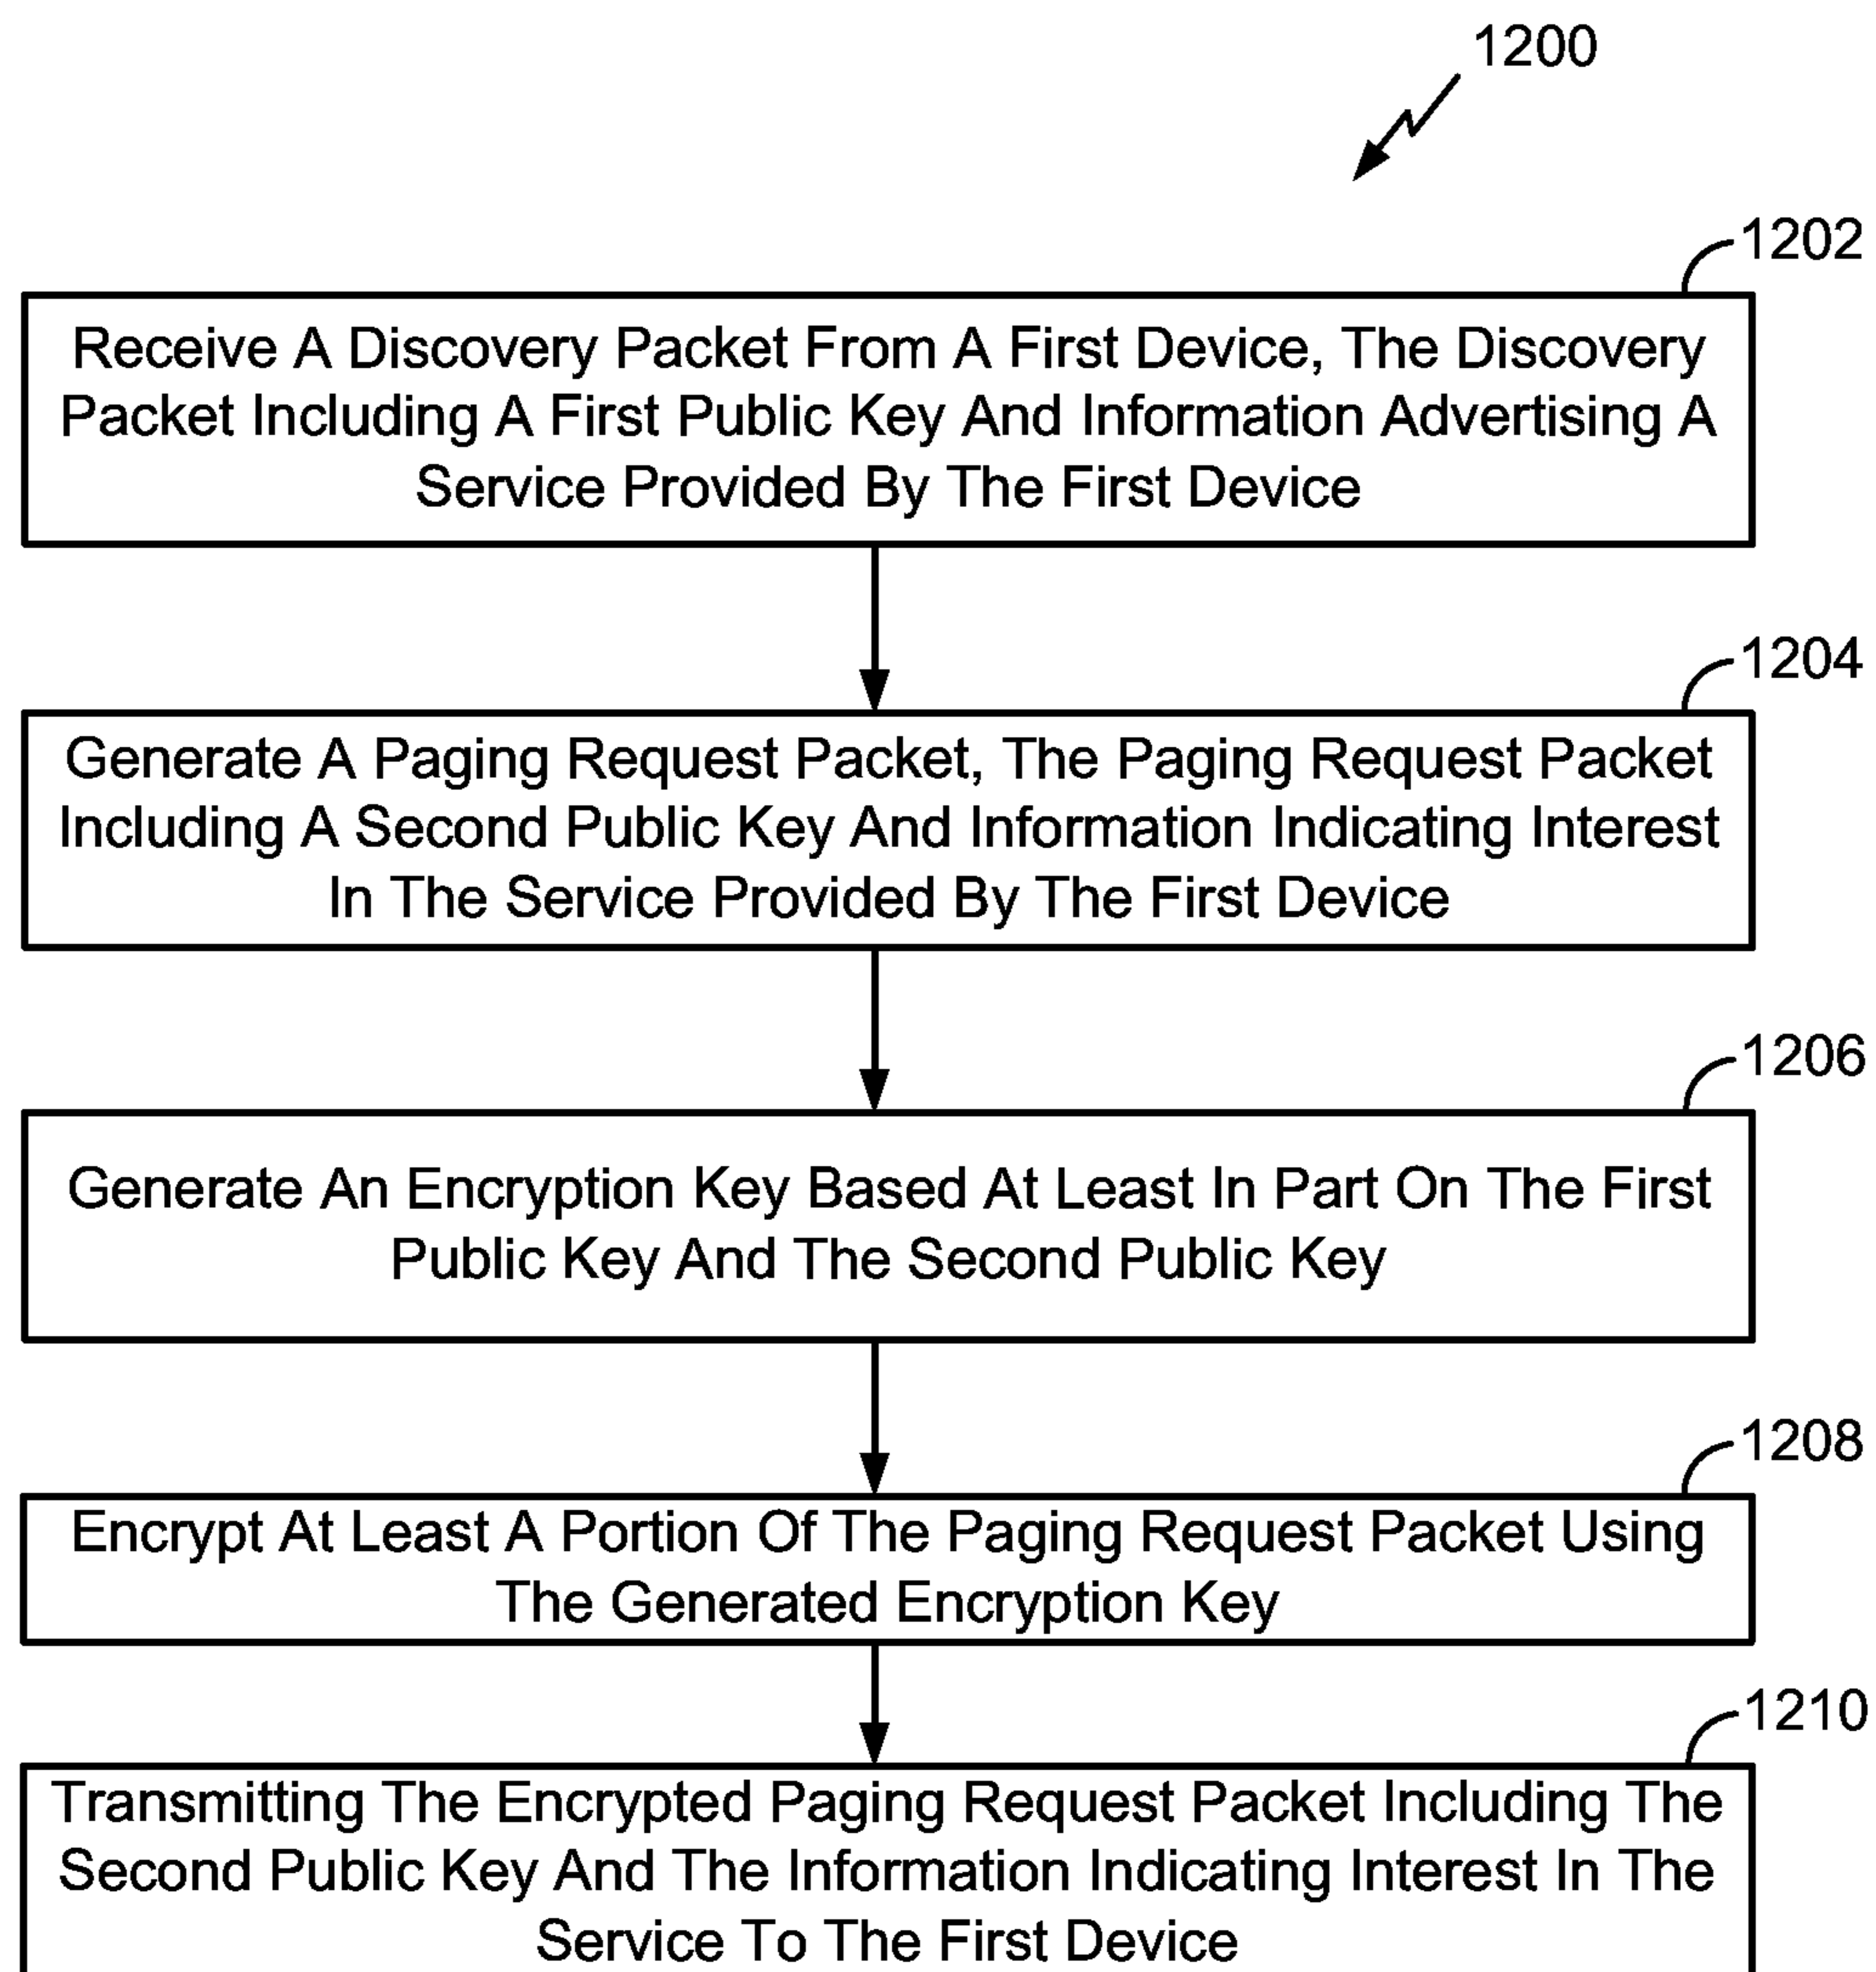 1200
1202
Receive A Discovery Packet From A First Device, The Discovery
Packet Including A First Public Key And Information Advertising A
Service Provided By The First Device
1204
Generate A Paging Request Packet, The Paging Request Packet
Including A Second Public Key And Information Indicating Interest
In The Service Provided By The First Device
1206
Generate An Encryption Key Based At Least In Part On The First
Public Key And The Second Public Key
1208
Encrypt At Least A Portion Of The Paging Request Packet Using
The Generated Encryption Key
1210
Transmitting The Encrypted Paging Request Packet Including The
Second Public Key And The Information Indicating Interest In The
Service To The First Device